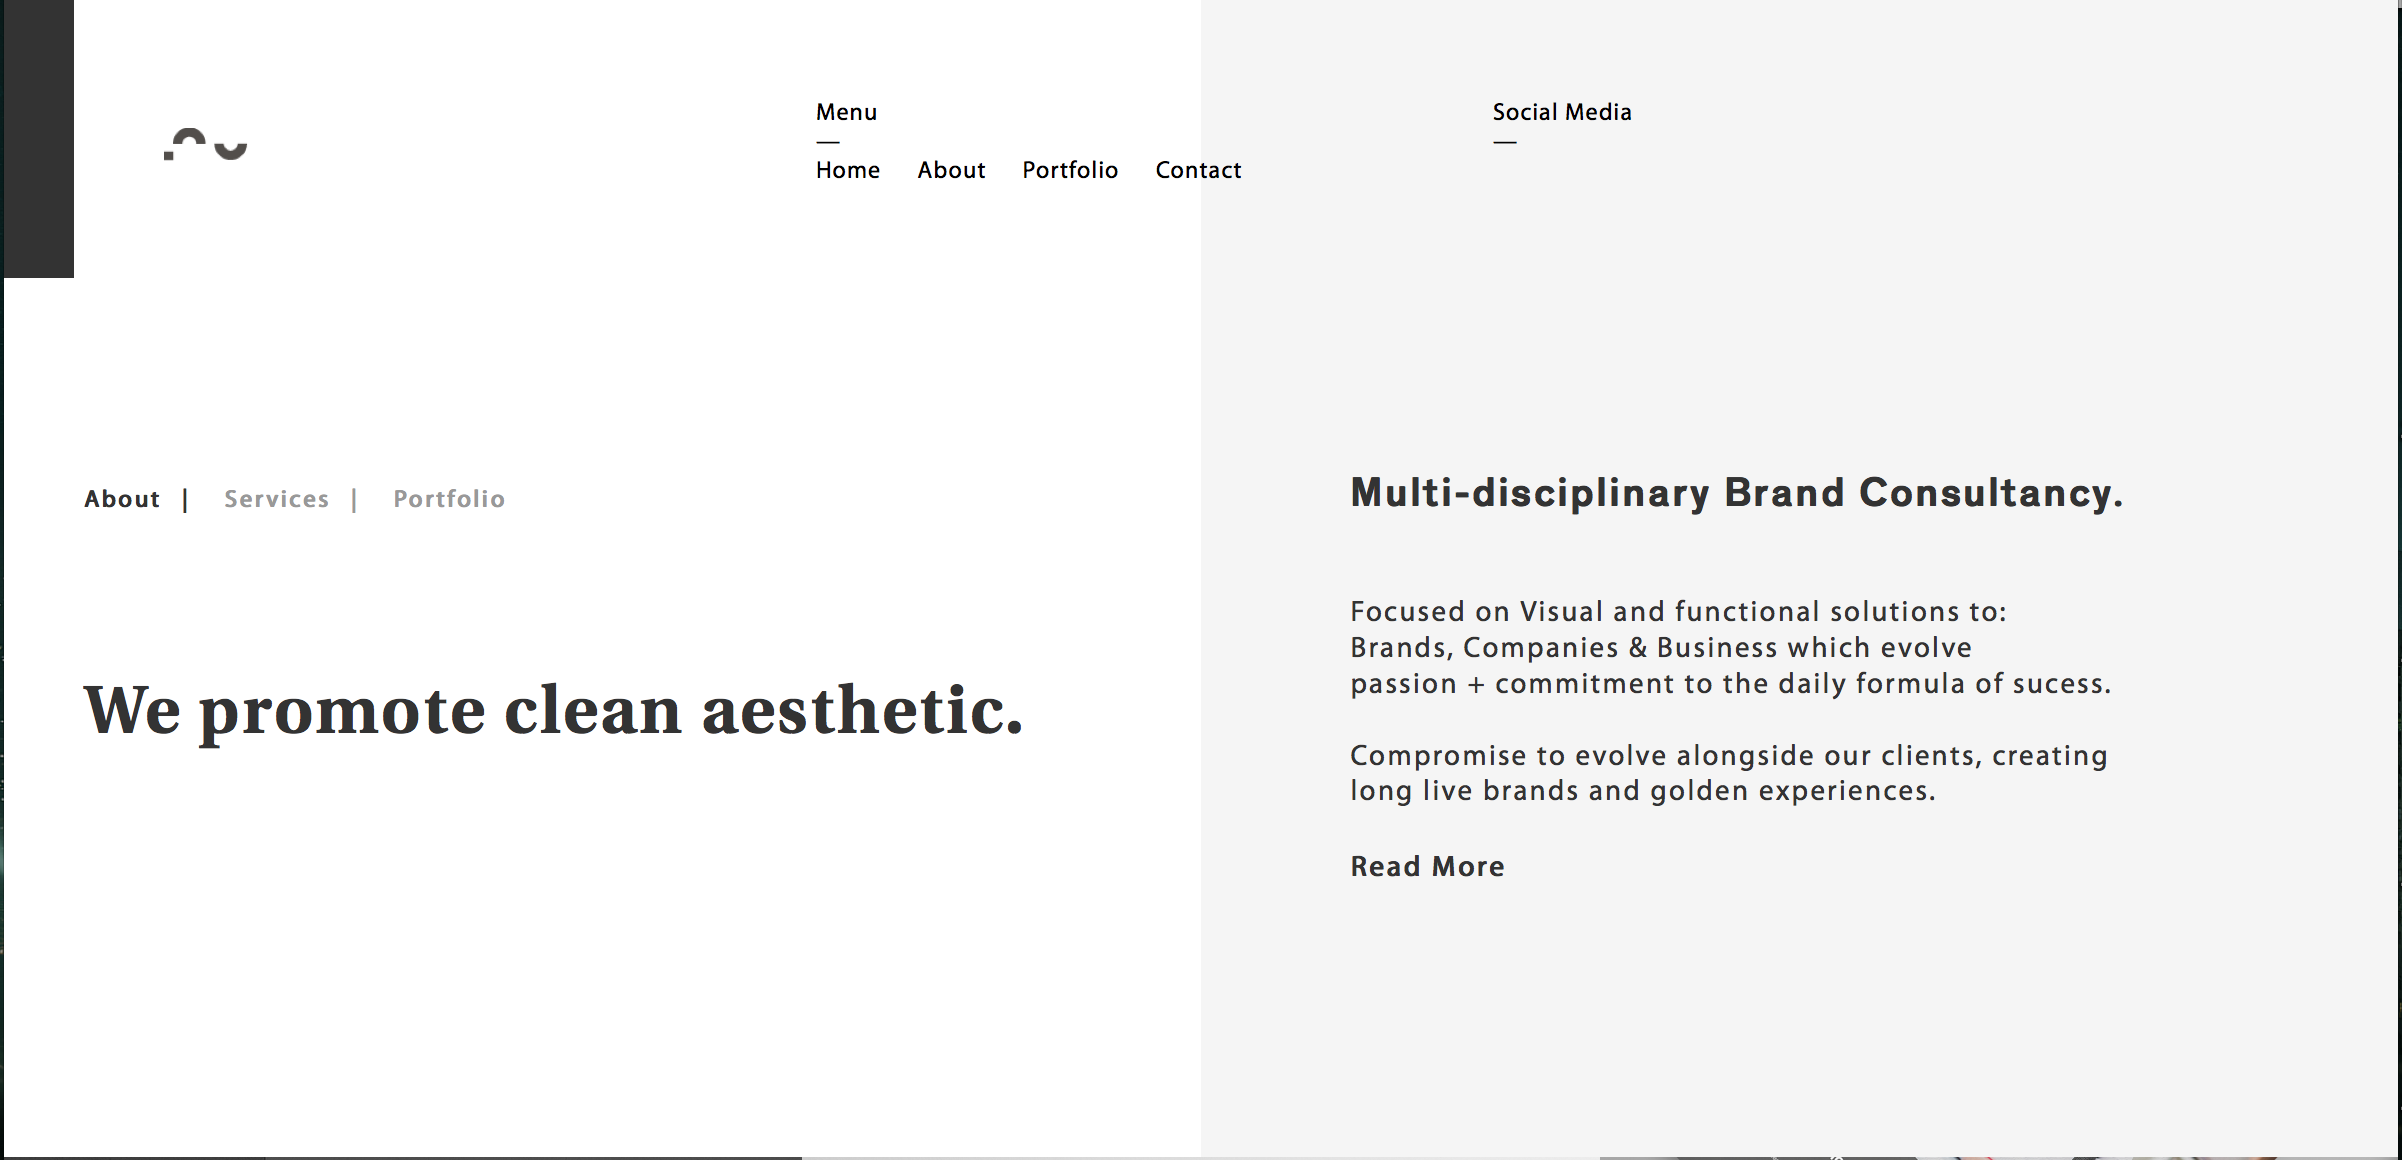 Menu
—
Home About Portfolio Contact
Social Media
—
About | Services | Portfolio
We promote clean aesthetic.
Multi-disciplinary Brand Consultancy.
Focused on Visual and functional solutions to:
Brands, Companies & Business which evolve
passion + commitment to the daily formula of sucess.
Compromise to evolve alongside our clients, creating
long live brands and golden experiences.
Read More